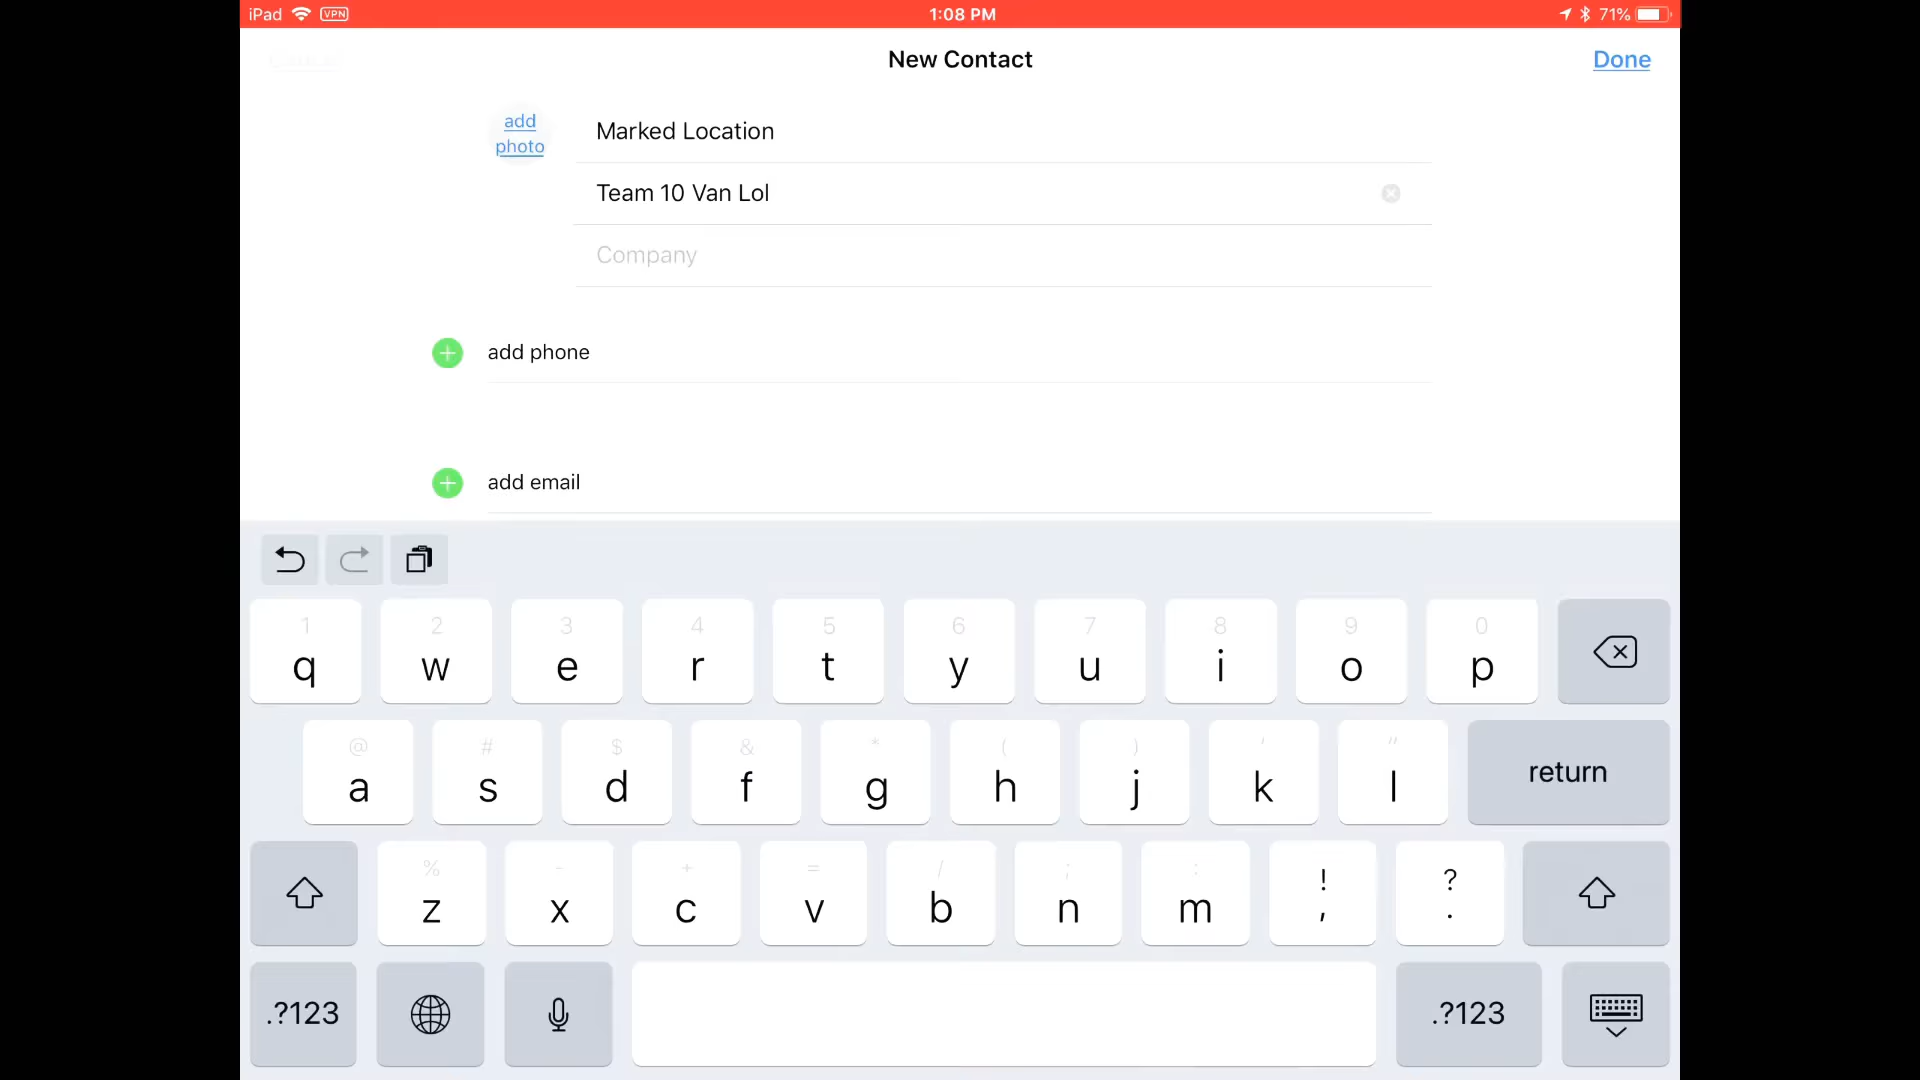 iPad VPN 1:08 PM 71%
New Contact Done
add
photo
Marked Location
Team 10 Van Lol
Company
add phone
add email
1 2 3 4 5 6 7 8 9 0
q w e r t y u i o p
@ # $ & * ( ) ' "
a s d f g h j k l return
% - + = / ; : ! ?
z x c v b n m , .
.?123 .?123